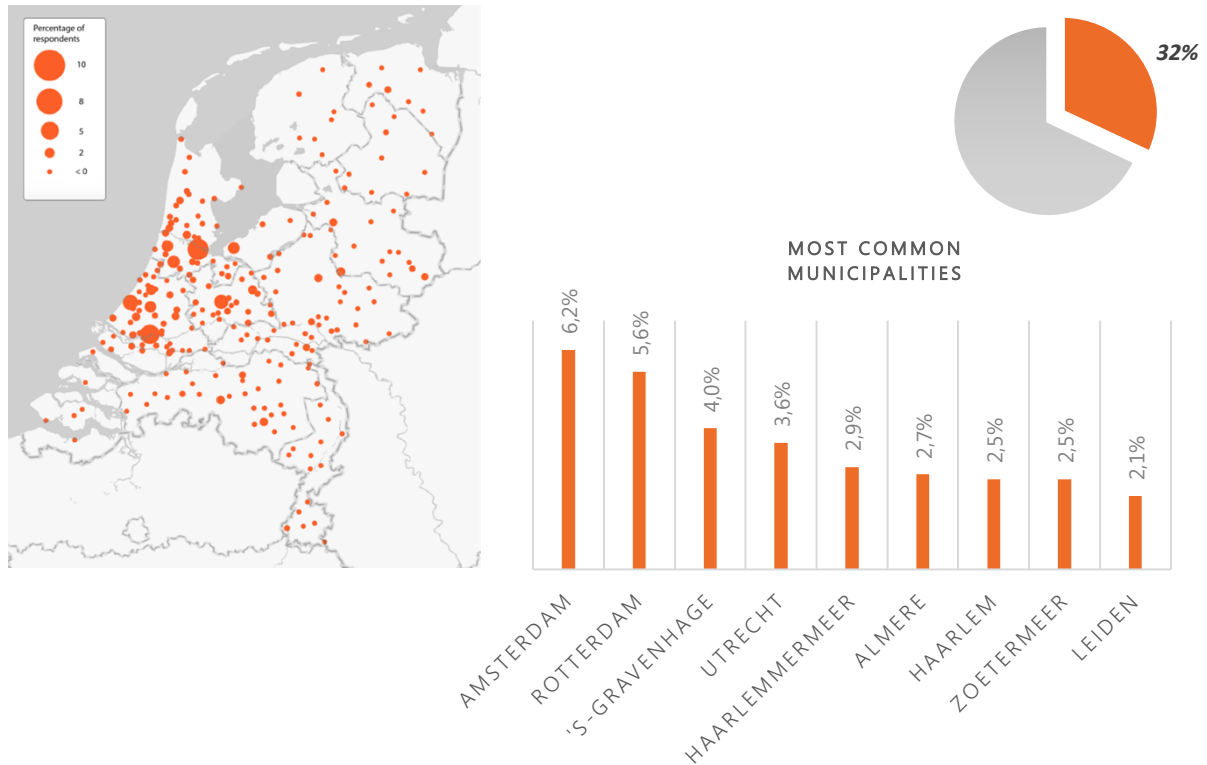 Percentage of
respondents
10
8
5
2
< 0
32%
MOST COMMON
MUNICIPALITIES
6,2%
5,6%
4,0%
3,6%
2,9%
2,7%
2,5%
2,5%
2,1%
AMSTERDAM
ROTTERDAM
'S-GRAVENHAGE
UTRECHT
HAARLEMMERMEER
ALMERE
HAARLEM
ZOETERMEER
LEIDEN